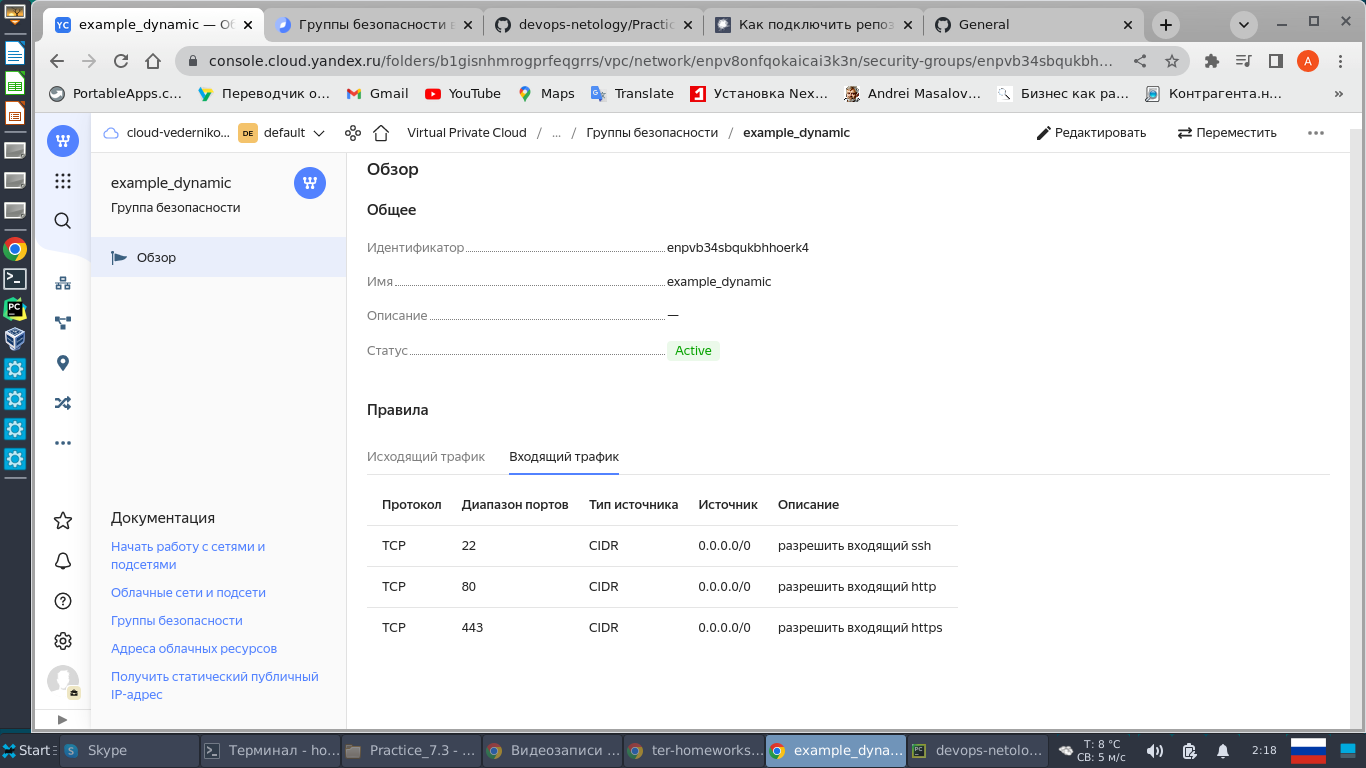 example_dynamic — Об
Группы безопасности в
devops-netology/Practic
Как подключить репоз
General
console.cloud.yandex.ru/folders/b1gisnhmmogprfeqgrrs/vpc/network/enpv8onfqokaicai3k3n/security-groups/enpvb34sbqukbh...
A
PortableApps.c...
Переводчик о...
Gmail
YouTube
Maps
Translate
Установка Nex...
Andrei Masalov...
Бизнес как ра...
Контрагента.н...
»
cloud-vederniko...
DE
default
Virtual Private Cloud / ... / Группы безопасности / example_dynamic
Редактировать
Переместить
example_dynamic
Группа безопасности
Обзор
Документация
Начать работу с сетями и
подсетями
Облачные сети и подсети
Группы безопасности
Адреса облачных ресурсов
Получить статический публичный
IP-адрес
Обзор
Общее
Идентификатор enpvb34sbqukbhhoerk4
Имя example_dynamic
Описание —
Статус Active
Правила
Исходящий трафик Входящий трафик
Протокол Диапазон портов Тип источника Источник Описание
TCP 22 CIDR 0.0.0.0/0 разрешить входящий ssh
TCP 80 CIDR 0.0.0.0/0 разрешить входящий http
TCP 443 CIDR 0.0.0.0/0 разрешить входящий https
Start
Skype
Терминал - ho...
Practice_7.3 - ...
Видеозаписи ...
ter-homeworks...
example_dyna...
devops-netolo...
T: 8 °C
СВ: 5 м/с
2:18